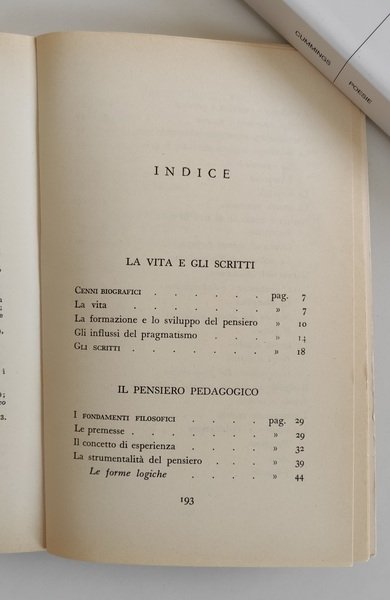 CUMMINGS
POESIE
INDICE
LA VITA E GLI SCRITTI
CENNI BIOGRAFICI . . . . . . pag. 7
La vita . . . . . . . » 7
La formazione e lo sviluppo del pensiero . » 10
Gli influssi del pragmatismo . . . . » 14
GLI SCRITTI . . . . . . » 18
IL PENSIERO PEDAGOGICO
I FONDAMENTI FILOSOFICI . . . . pag. 29
Le premesse . . . . . . » 29
Il concetto di esperienza . . . . » 32
La strumentalità del pensiero . . . » 39
Le forme logiche . . . . » 44
193